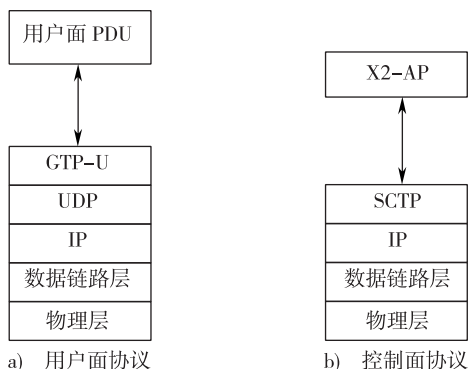 用户面 PDU
GTP-U
UDP
IP
数据链路层
物理层
a) 用户面协议
X2-AP
SCTP
IP
数据链路层
物理层
b) 控制面协议